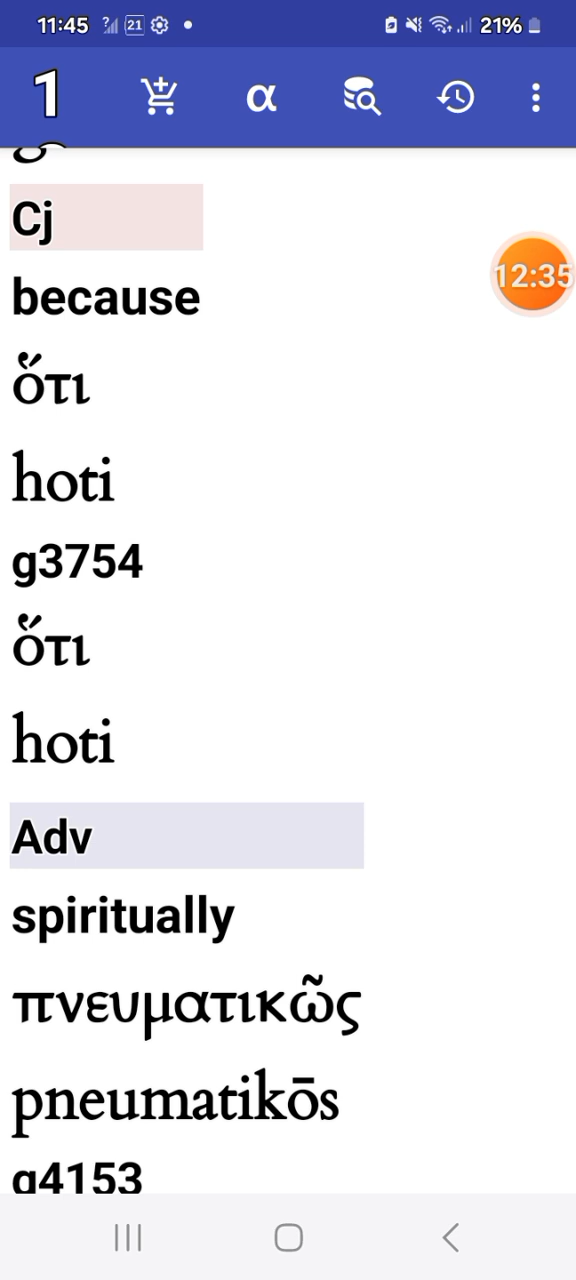 11:45 21 21%
1 α
Cj
because
12:35
ὅτι
hoti
g3754
ὅτι
hoti
Adv
spiritually
πνευματικῶς
pneumatikōs
g4153